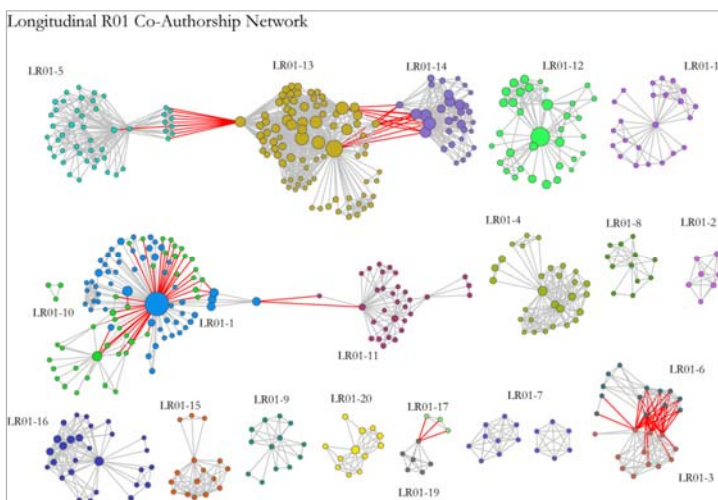 Longitudinal R01 Co-Authorship Network
LR01-5
LR01-13
LR01-14
LR01-12
LR01-1
LR01-4
LR01-8
LR01-2
LR01-10
LR01-1
LR01-11
LR01-6
LR01-16
LR01-15
LR01-9
LR01-20
LR01-17
LR01-7
LR01-19
LR01-3